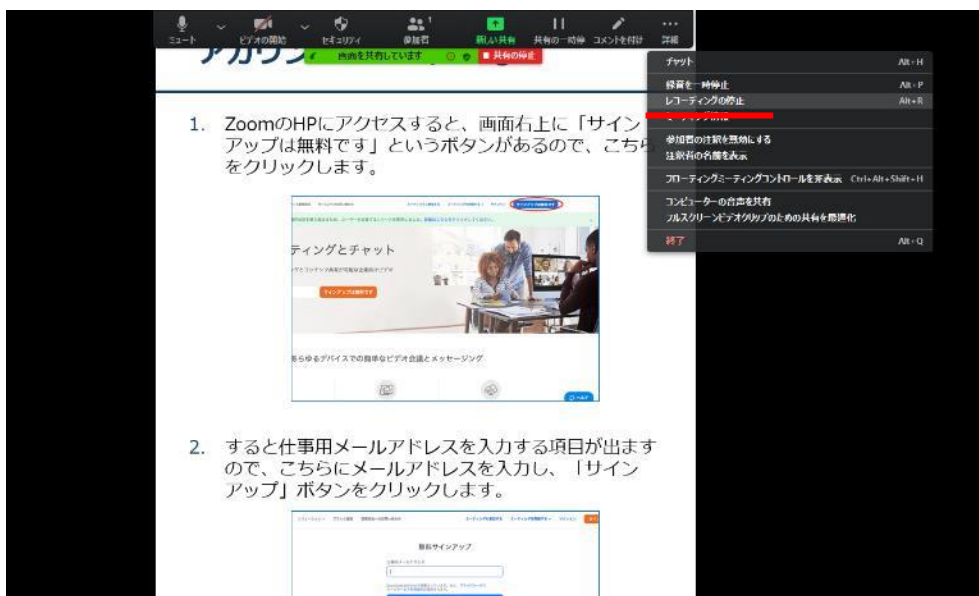 ミュート
ビデオの開始
セキュリティ
参加者
1
新しい共有
共有の一時停
コメントを付け
詳細
画面を共有しています
共有の停止
チャット Alt+H
録音を一時停止 Alt+P
レコーディングの停止 Alt+R
参加者の注釈を無効にする
注釈者の名前を表示
フローティングミーティングコントロールを非表示 Ctrl+Alt+Shift+H
コンピューターの音声を共有
フルスクリーンビデオクリップのための共有を最適化
終了 Alt+Q
1. ZoomのHPにアクセスすると、画面右上に「サイン
アップは無料です」というボタンがあるので、こちら
をクリックします。
ティングとチャット
サインアップは無料です
あらゆるデバイスでの簡単なビデオ会議とメッセージング
ヘルプ
2. すると仕事用メールアドレスを入力する項目が出ます
ので、こちらにメールアドレスを入力し、「サイン
アップ」ボタンをクリックします。
無料サインアップ